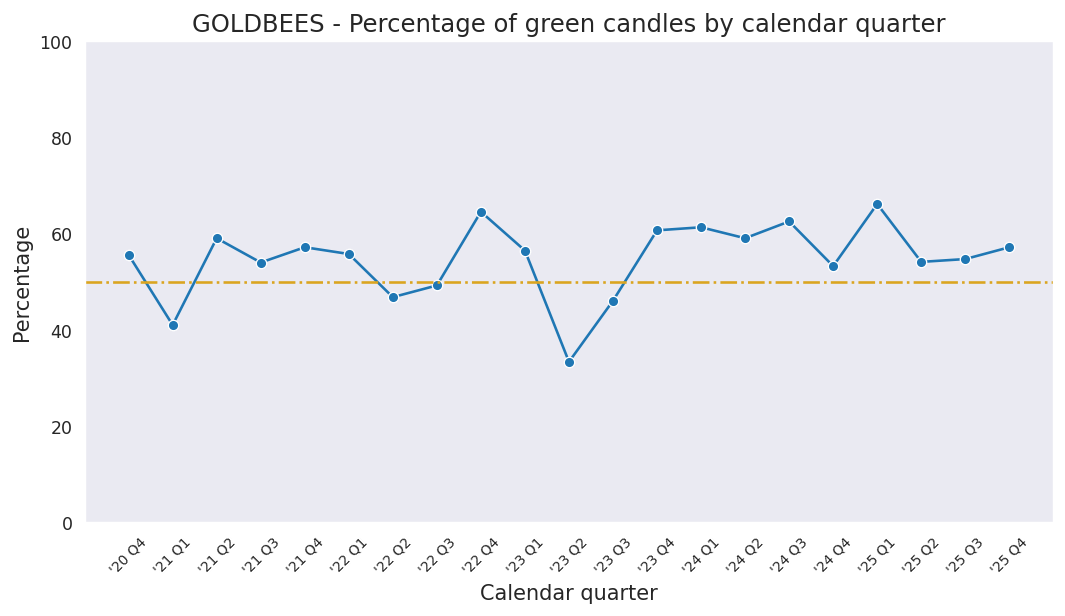 GOLDBEES - Percentage of green candles by calendar quarter
100
80
60
40
20
0
Percentage
'20 Q4
'21 Q1
'21 Q2
'21 Q3
'21 Q4
'22 Q1
'22 Q2
'22 Q3
'22 Q4
'23 Q1
'23 Q2
'23 Q3
'23 Q4
'24 Q1
'24 Q2
'24 Q3
'24 Q4
'25 Q1
'25 Q2
'25 Q3
'25 Q4
Calendar quarter